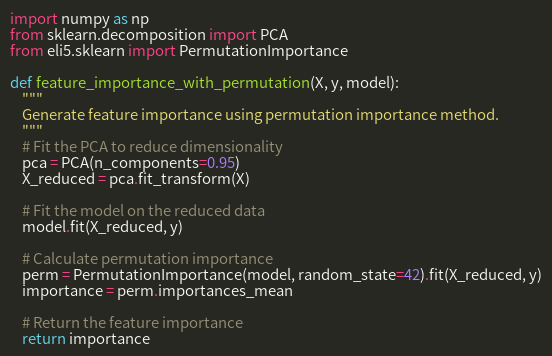 import numpy as np
from sklearn.decomposition import PCA
from eli5.sklearn import PermutationImportance

def feature_importance_with_permutation(X, y, model):
    """
    Generate feature importance using permutation importance method.
    """
    # Fit the PCA to reduce dimensionality
    pca = PCA(n_components=0.95)
    X_reduced = pca.fit_transform(X)

    # Fit the model on the reduced data
    model.fit(X_reduced, y)

    # Calculate permutation importance
    perm = PermutationImportance(model, random_state=42).fit(X_reduced, y)
    importance = perm.importances_mean

    # Return the feature importance
    return importance